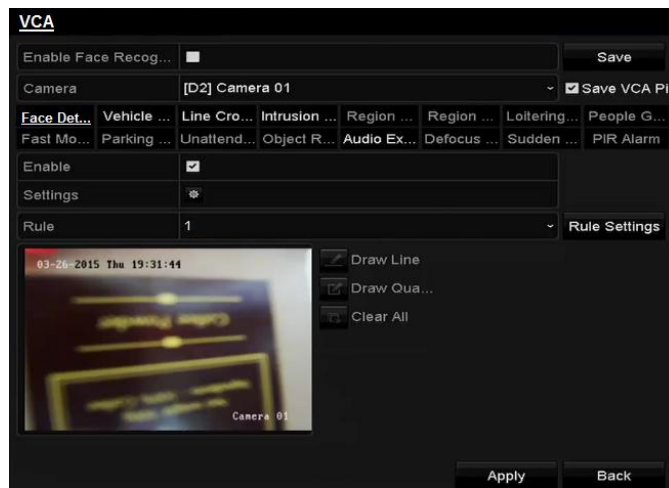 VCA
Enable Face Recog... Save
Camera [D2] Camera 01 Save VCA Pi
Face Det... Vehicle ... Line Cro... Intrusion ... Region ... Region ... Loitering... People G...
Fast Mo... Parking ... Unattend... Object R... Audio Ex... Defocus ... Sudden ... PIR Alarm
Enable
Settings
Rule 1 Rule Settings
03-26-2015 Thu 19:31:44
Draw Line
Draw Qua...
Clear All
Camera 01
Apply Back